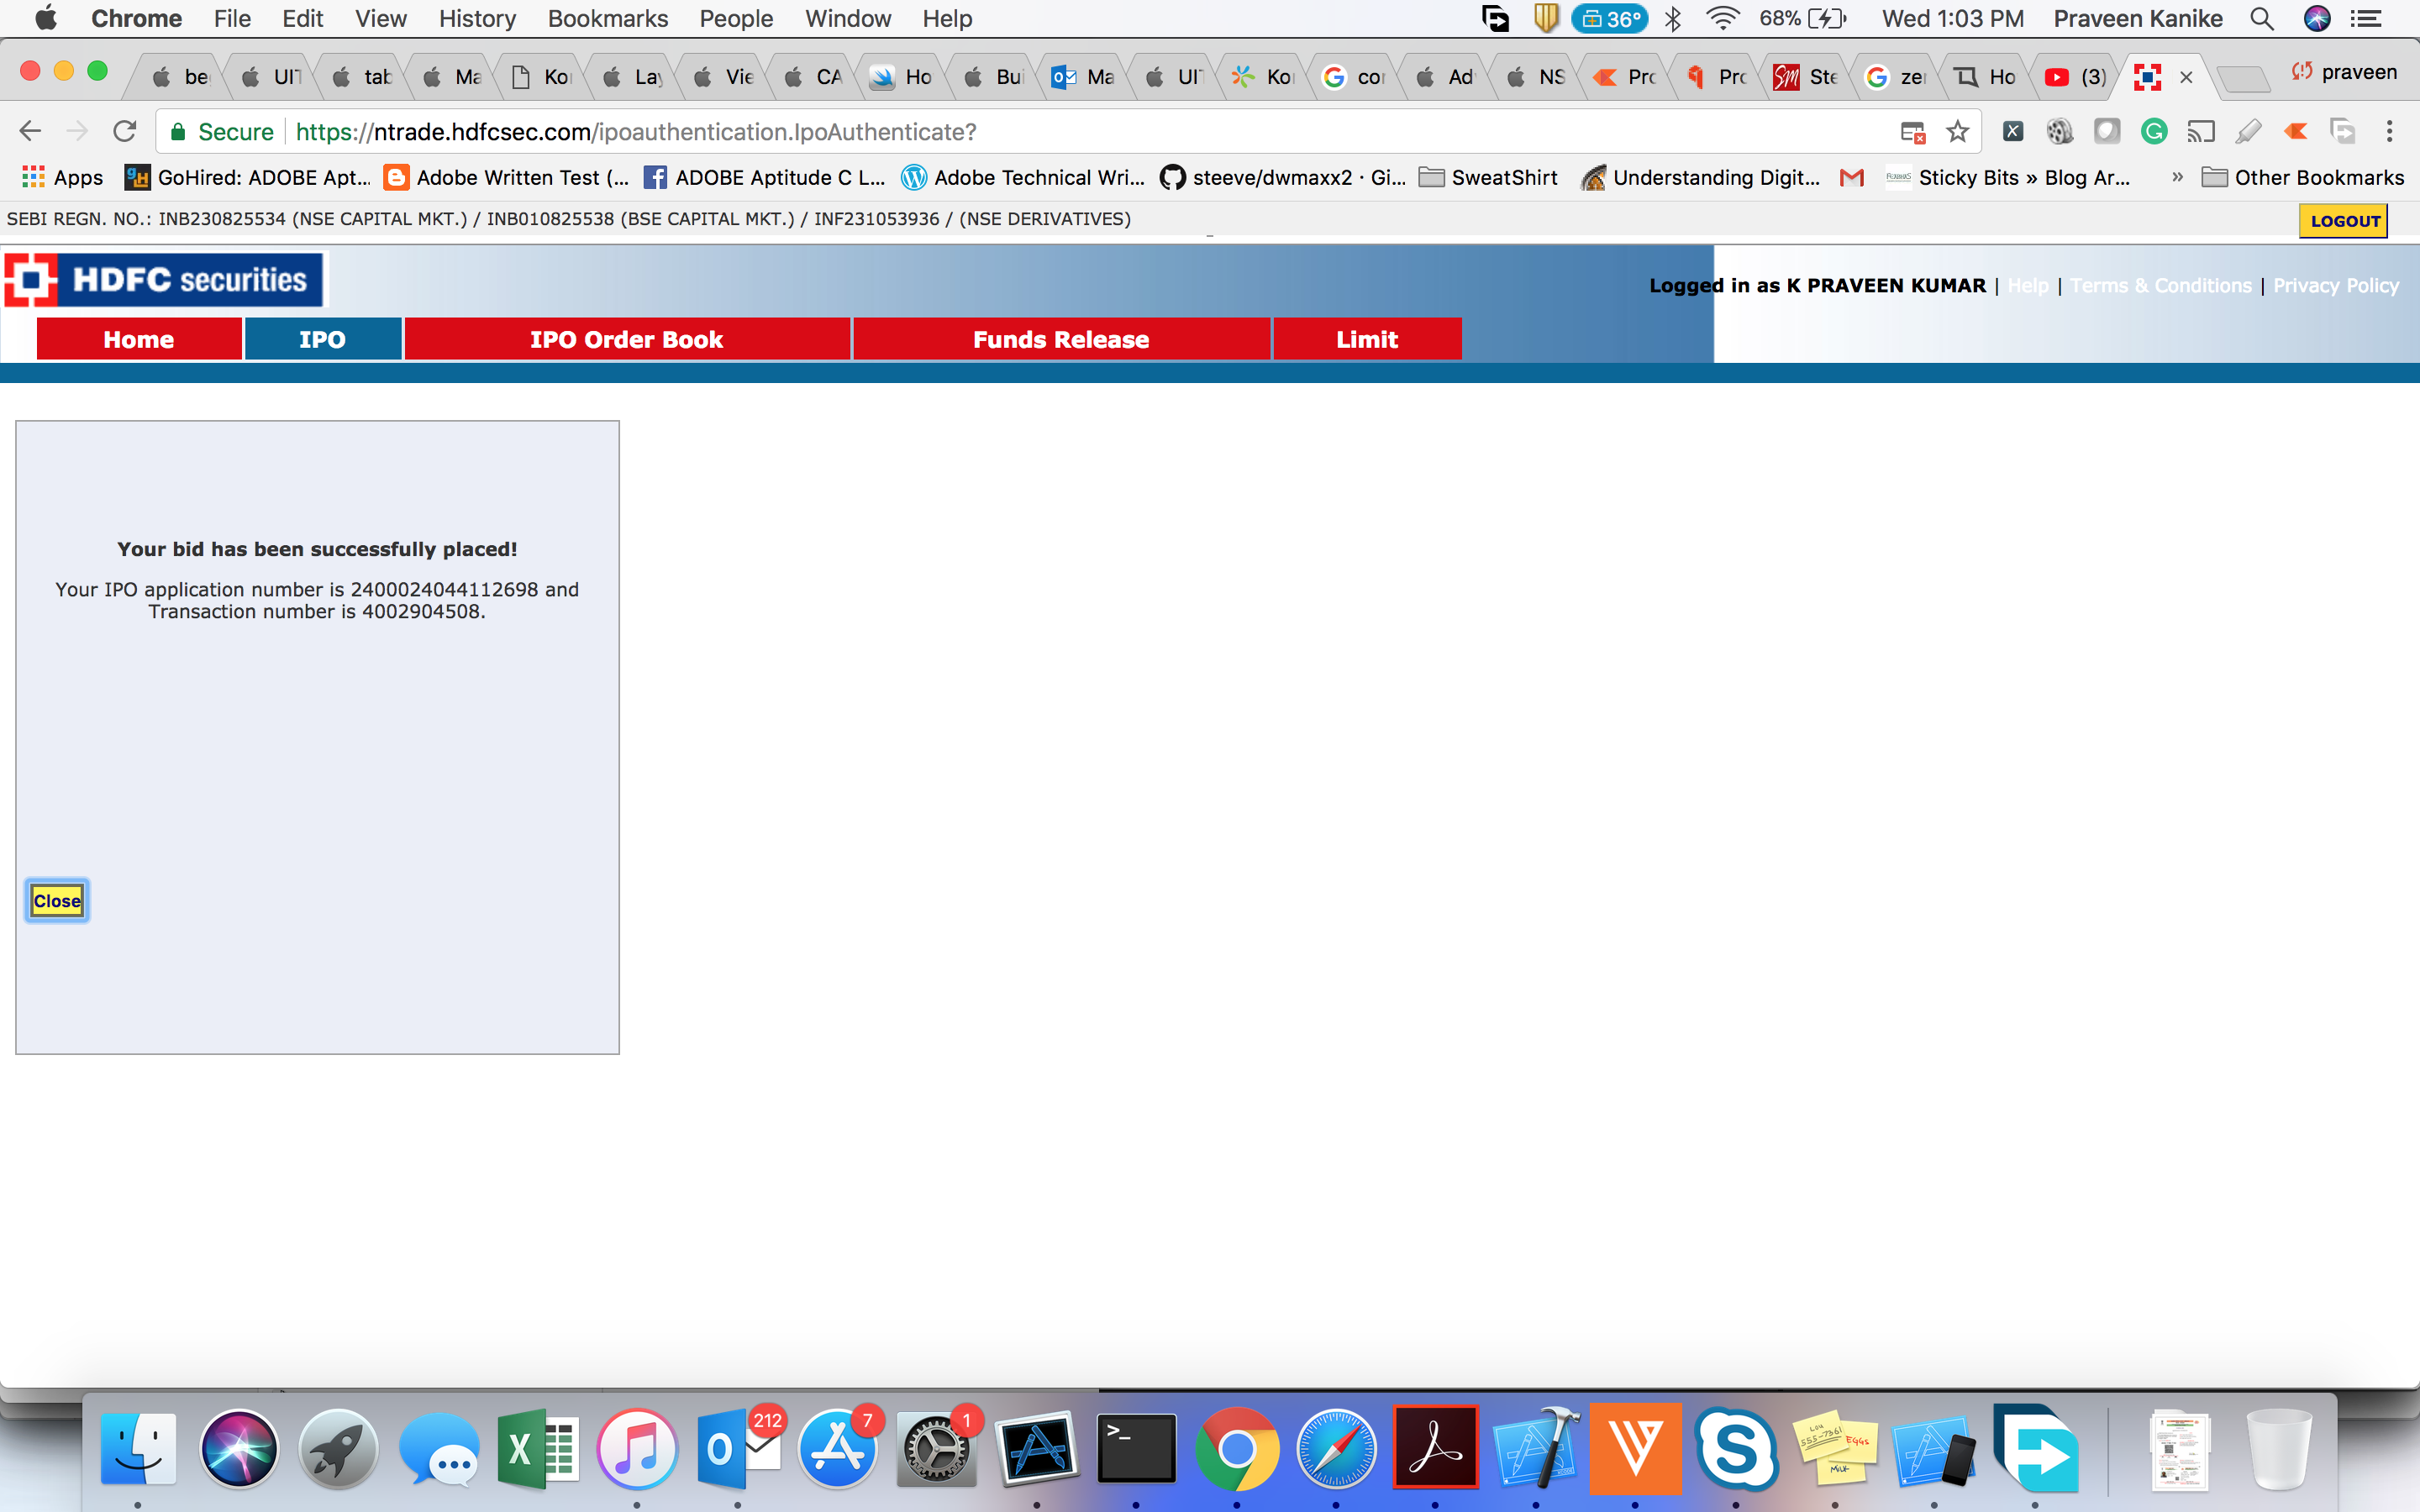 Chrome File Edit View History Bookmarks People Window Help 36° 68% Wed 1:03 PM Praveen Kanike
be UIT tab Ma Ko Lay Vie CA Ho Bui Ma UIT Ko G cor Ad NS Pro Pro SM Ste G zer Ho (3) praveen
Secure https://ntrade.hdfcsec.com/ipoauthentication.IpoAuthenticate?
Apps GoHired: ADOBE Apt... Adobe Written Test (... ADOBE Aptitude C L... Adobe Technical Wri... steeve/dwmaxx2 · Gi... SweatShirt Understanding Digit... Sticky Bits » Blog Ar... » Other Bookmarks
SEBI REGN. NO.: INB230825534 (NSE CAPITAL MKT.) / INB010825538 (BSE CAPITAL MKT.) / INF231053936 / (NSE DERIVATIVES) LOGOUT
HDFC securities
Logged in as K PRAVEEN KUMAR | Help | Terms & Conditions | Privacy Policy
Home IPO IPO Order Book Funds Release Limit
Your bid has been successfully placed!
Your IPO application number is 2400024044112698 and
Transaction number is 4002904508.
Close
212 7 1